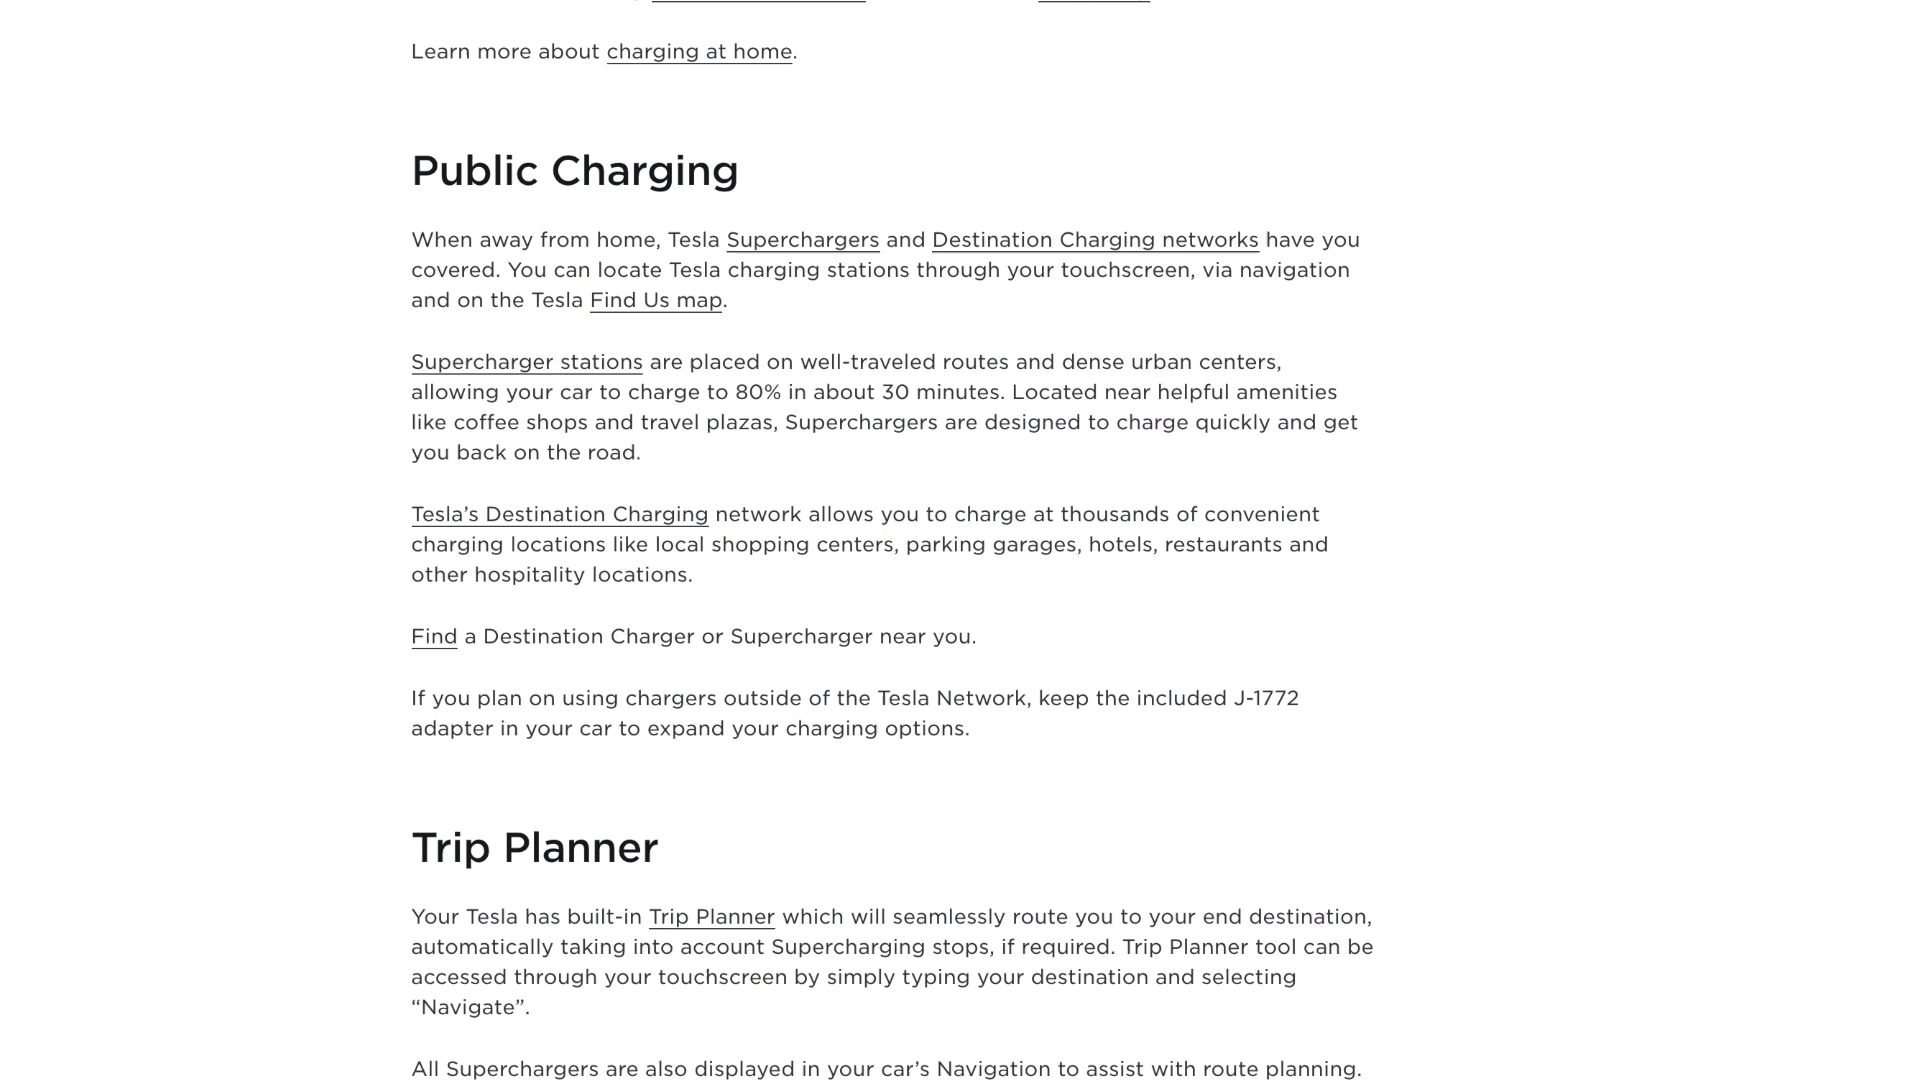 Learn more about charging at home.
Public Charging
When away from home, Tesla Superchargers and Destination Charging networks have you
covered. You can locate Tesla charging stations through your touchscreen, via navigation
and on the Tesla Find Us map.
Supercharger stations are placed on well-traveled routes and dense urban centers,
allowing your car to charge to 80% in about 30 minutes. Located near helpful amenities
like coffee shops and travel plazas, Superchargers are designed to charge quickly and get
you back on the road.
Tesla’s Destination Charging network allows you to charge at thousands of convenient
charging locations like local shopping centers, parking garages, hotels, restaurants and
other hospitality locations.
Find a Destination Charger or Supercharger near you.
If you plan on using chargers outside of the Tesla Network, keep the included J-1772
adapter in your car to expand your charging options.
Trip Planner
Your Tesla has built-in Trip Planner which will seamlessly route you to your end destination,
automatically taking into account Supercharging stops, if required. Trip Planner tool can be
accessed through your touchscreen by simply typing your destination and selecting
“Navigate”.
All Superchargers are also displayed in your car’s Navigation to assist with route planning.